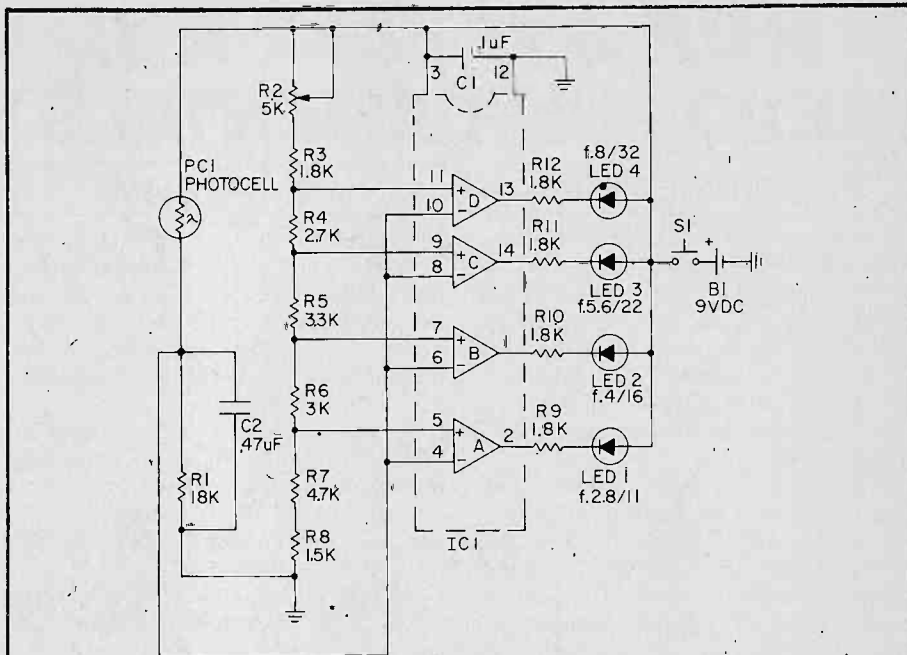 .1uF
3
C1
12
R2
5K
R3
1.8K
PC1
PHOTOCELL
λ
R4
2.7K
R5
3.3K
R6
3K
R7
4.7K
R8
1.5K
C2
.47uF
R1
18K
11
+
10
-
D
13
9
+
8
-
C
14
7
+
6
-
B
1
5
+
4
-
A
2
IC1
R12
1.8K
f.8/32
LED 4
R11
1.8K
LED 3
f.5.6/22
R10
1.8K
LED 2
f.4/16
R9
1.8K
LED 1
f.2.8/11
S1
+
B1
9VDC